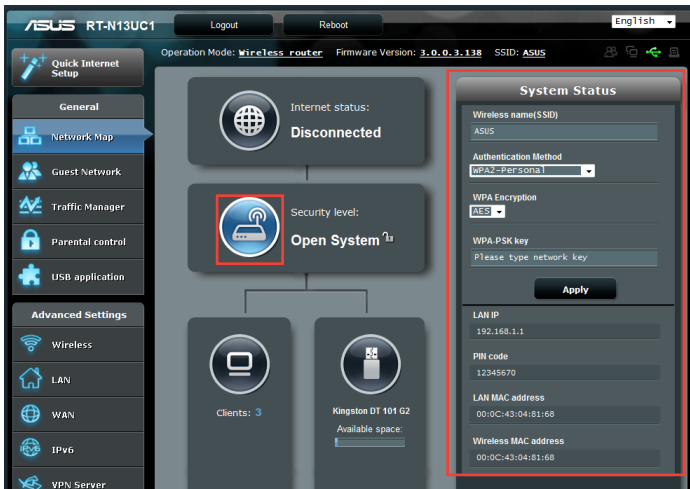 ASUS RT-N13UC1
Logout
Reboot
English
Operation Mode: Wireless router Firmware Version: 3.0.0.3.138 SSID: ASUS
Quick Internet
Setup
General
Network Map
Guest Network
Traffic Manager
Parental control
USB application
Advanced Settings
Wireless
LAN
WAN
IPv6
IPv6
VPN Server
Internet status:
Disconnected
Security level:
Open System
Clients: 3
Kingston DT 101 G2
Available space:
System Status
Wireless name(SSID)
ASUS
Authentication Method
WPA2-Personal
WPA Encryption
AES
WPA-PSK key
Please type network key
Apply
LAN IP
192.168.1.1
PIN code
12345670
LAN MAC address
00:0C:43:04:81:68
Wireless MAC address
00:0C:43:04:81:68